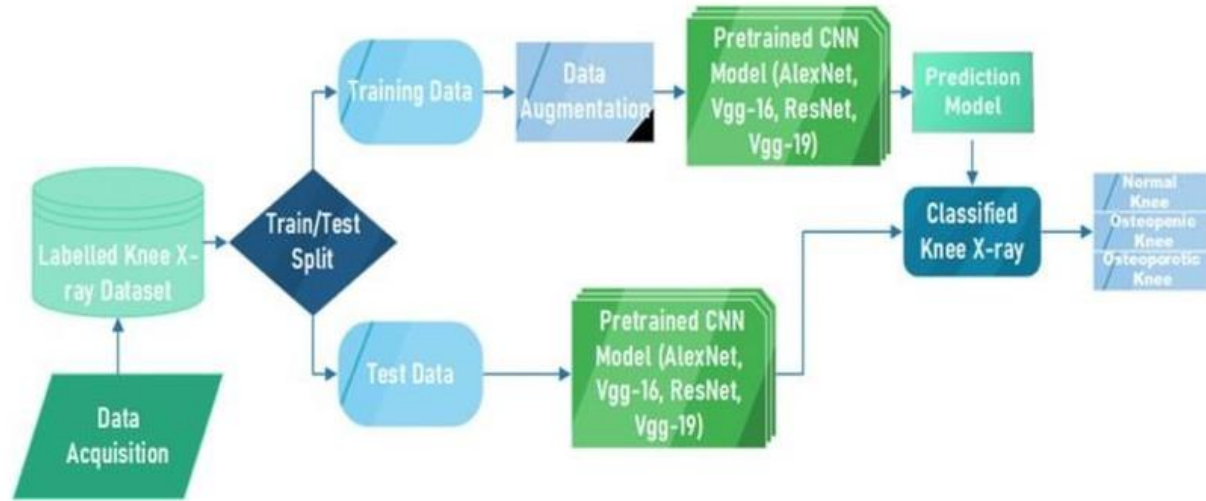 Data
Acquisition
Labelled Knee X-
ray Dataset
Train/Test
Split
Training Data
Data
Augmentation
Pretrained CNN
Model (AlexNet,
Vgg-16, ResNet,
Vgg-19)
Prediction
Model
Test Data
Pretrained CNN
Model (AlexNet,
Vgg-16, ResNet,
Vgg-19)
Classified
Knee X-ray
Normal
Knee
Osteopenic
Knee
Osteoporotic
Knee